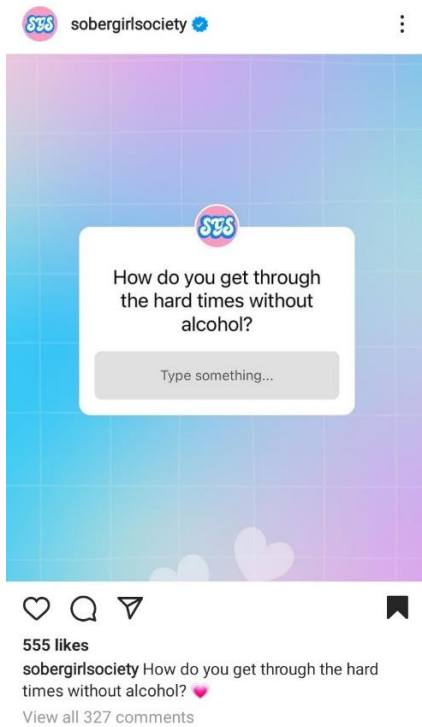 SGS sobergirlsociety
SGS
How do you get through
the hard times without
alcohol?
Type something...
555 likes
sobergirlsociety How do you get through the hard
times without alcohol?
View all 327 comments